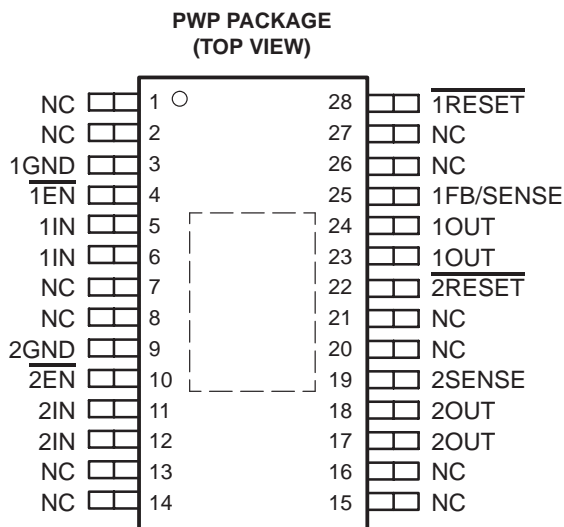 PWP PACKAGE
(TOP VIEW)
NC 1 28 1RESET
NC 2 27 NC
1GND 3 26 NC
1EN 4 25 1FB/SENSE
1IN 5 24 1OUT
1IN 6 23 1OUT
NC 7 22 2RESET
NC 8 21 NC
2GND 9 20 NC
2EN 10 19 2SENSE
2IN 11 18 2OUT
2IN 12 17 2OUT
NC 13 16 NC
NC 14 15 NC